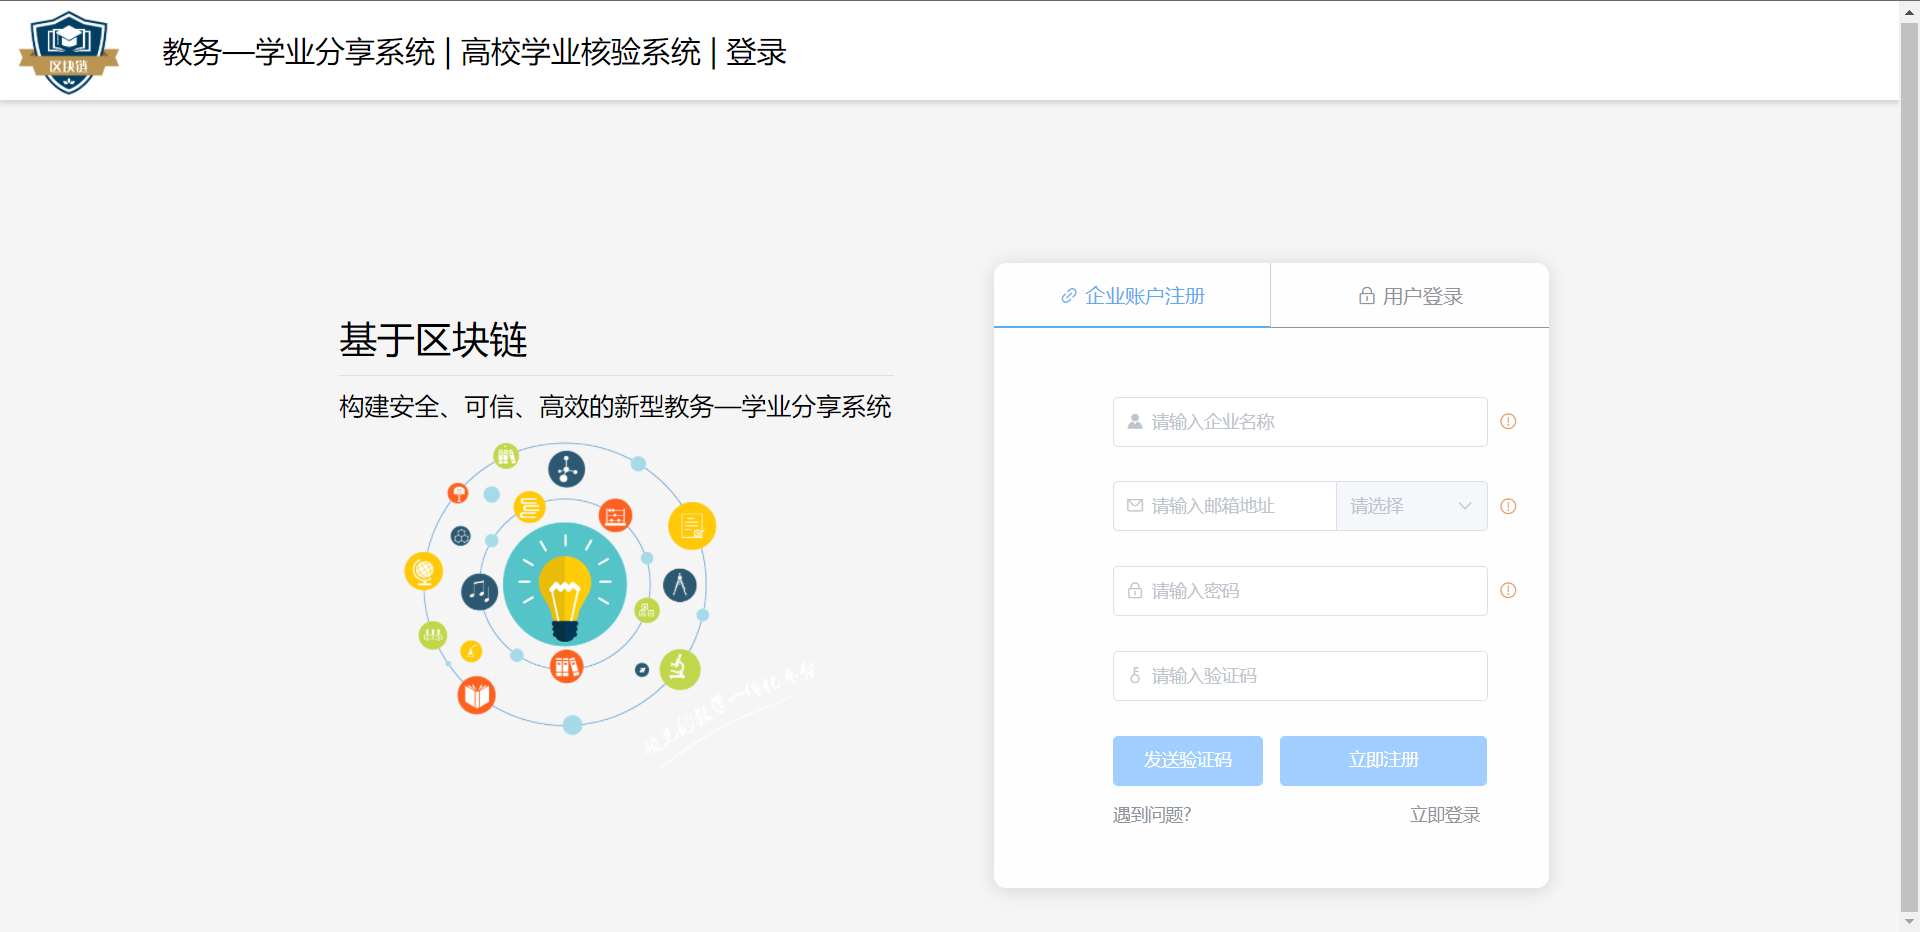 区块链
教务—学业分享系统 | 高校学业核验系统 | 登录
基于区块链
构建安全、可信、高效的新型教务—学业分享系统
企业账户注册
用户登录
请输入企业名称
请输入邮箱地址
请选择
请输入密码
请输入验证码
发送验证码
立即注册
遇到问题?
立即登录